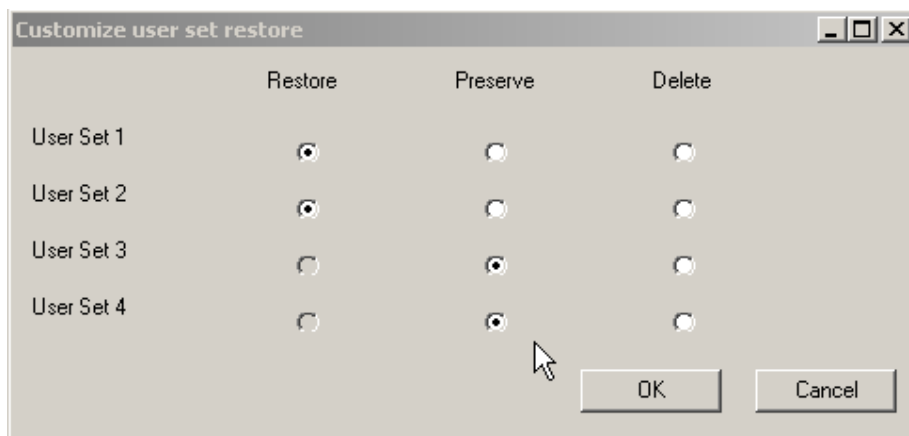 Customize user set restore
Restore Preserve Delete
User Set 1
User Set 2
User Set 3
User Set 4
OK Cancel